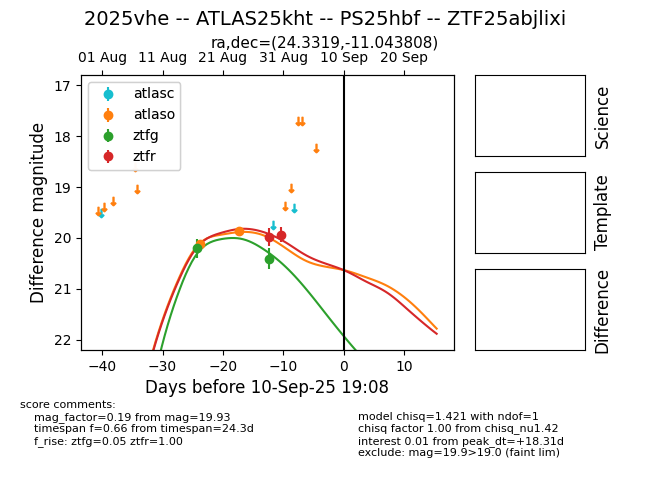 2025vhe -- ATLAS25kht -- PS25hbf -- ZTF25abjlixi
ra,dec=(24.3319,-11.043808)
01 Aug 11 Aug 21 Aug 31 Aug 10 Sep 20 Sep
atlasc
atlaso
ztfg
ztfr
17
18
19
20
21
22
Difference magnitude
−40 −30 −20 −10 0 10
Days before 10-Sep-25 19:08
Science
Template
Difference
score comments:
mag_factor=0.19 from mag=19.93
timespan f=0.66 from timespan=24.3d
f_rise: ztfg=0.05 ztfr=1.00
model chisq=1.421 with ndof=1
chisq factor 1.00 from chisq_nu1.42
interest 0.01 from peak_dt=+18.31d
exclude: mag=19.9>19.0 (faint lim)